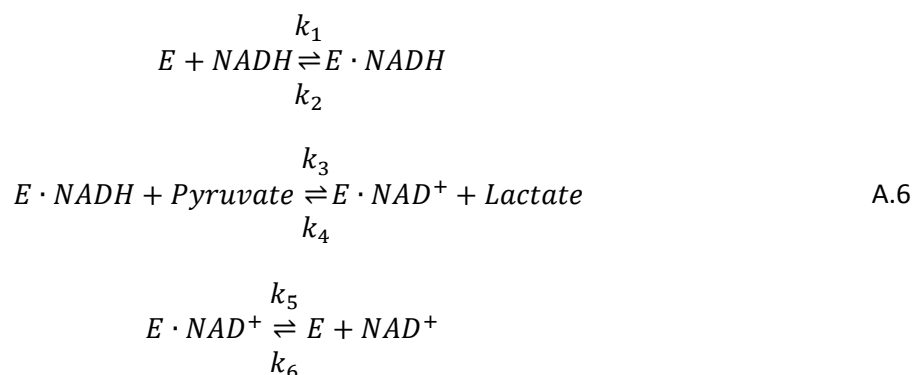 k₁
E + NADH ⇌ E · NADH
k₂
k₃
E · NADH + Pyruvate ⇌ E · NAD⁺ + Lactate A.6
k₄
k₅
E · NAD⁺ ⇌ E + NAD⁺
k₆